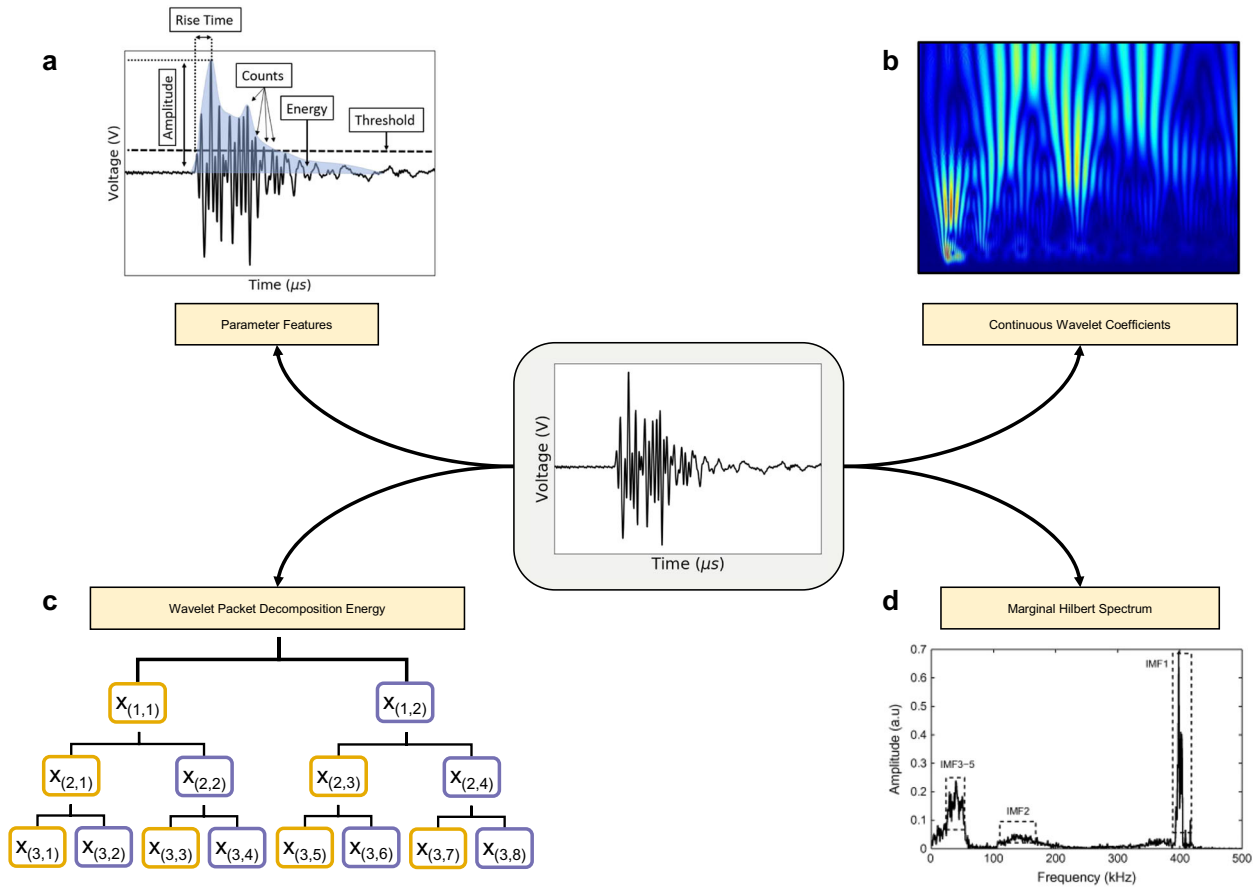 a
Rise Time
Amplitude
Counts
Energy
Threshold
Voltage (V)
Time (μs)
Parameter Features
b
Continuous Wavelet Coefficients
Voltage (V)
Time (μs)
c
Wavelet Packet Decomposition Energy
x(1,1)
x(1,2)
x(2,1)
x(2,2)
x(2,3)
x(2,4)
x(3,1)
x(3,2)
x(3,3)
x(3,4)
x(3,5)
x(3,6)
x(3,7)
x(3,8)
d
Marginal Hilbert Spectrum
Amplitude (a.u)
0.7
0.6
0.5
0.4
0.3
0.2
0.1
0
IMF1
IMF3-5
IMF2
0
100
200
300
400
500
Frequency (kHz)